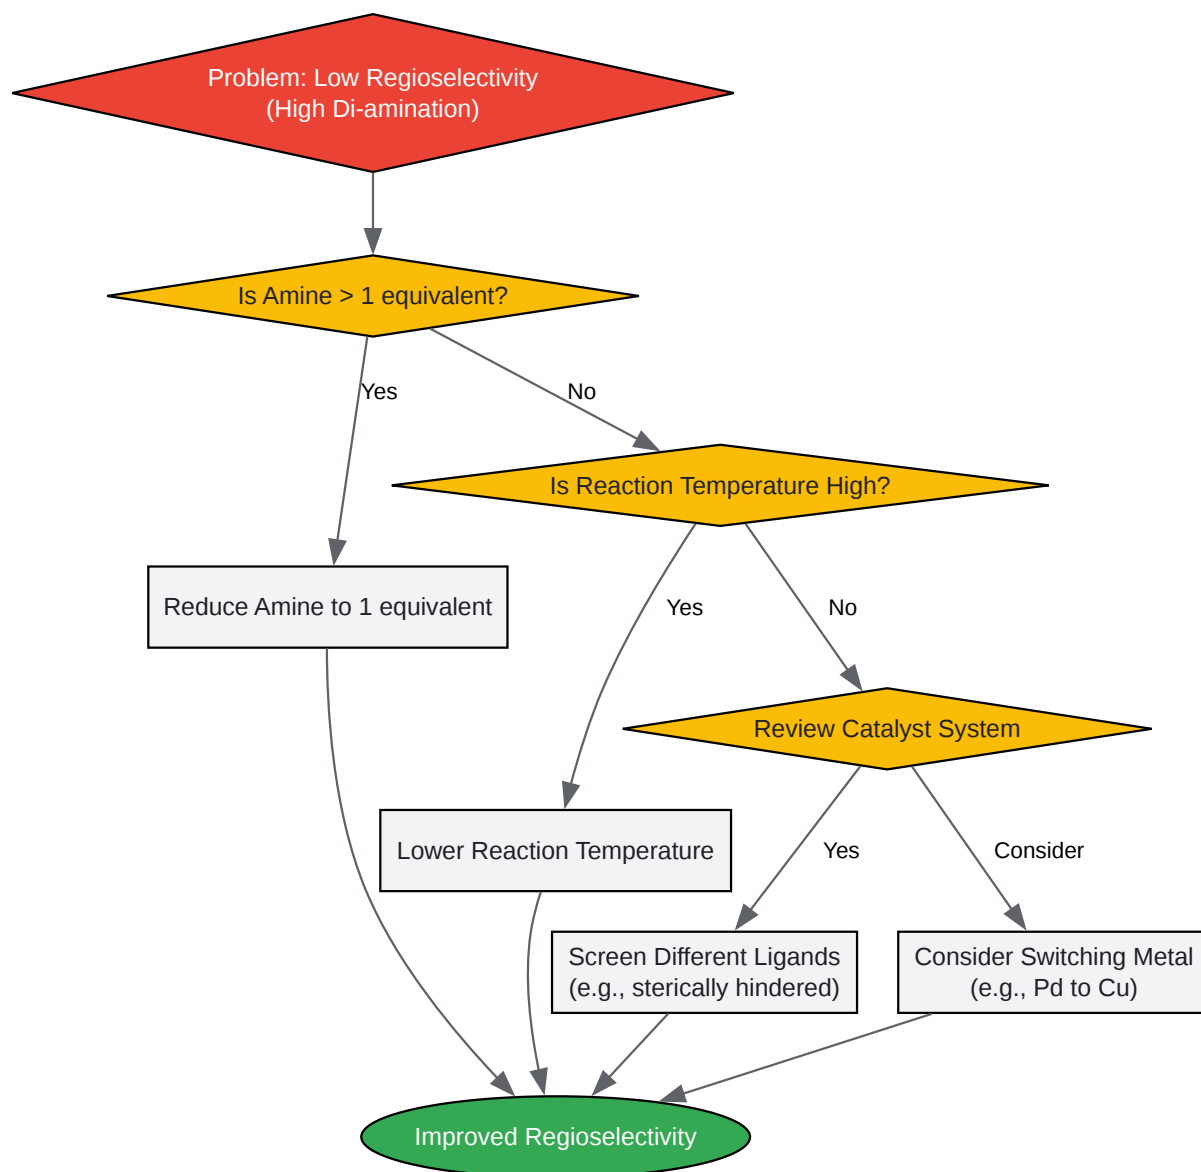 Problem: Low Regioselectivity
(High Di-amination)
Is Amine > 1 equivalent?
Yes
No
Is Reaction Temperature High?
Reduce Amine to 1 equivalent
Yes
No
Review Catalyst System
Lower Reaction Temperature
Yes
Consider
Screen Different Ligands
(e.g., sterically hindered)
Consider Switching Metal
(e.g., Pd to Cu)
Improved Regioselectivity